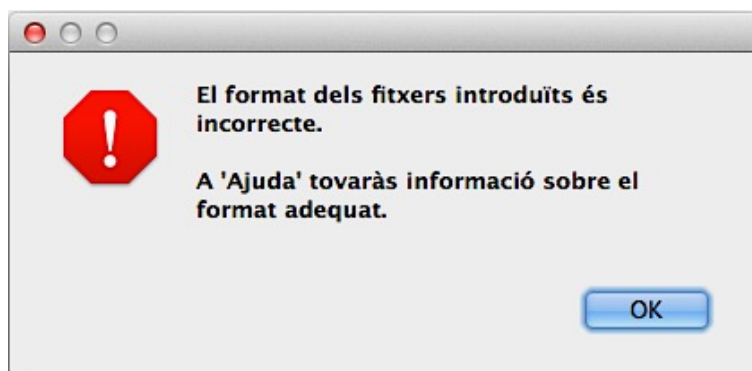 El format dels fitxers introduïts és
incorrecte.
A 'Ajuda' tovaràs informació sobre el
format adequat.
OK